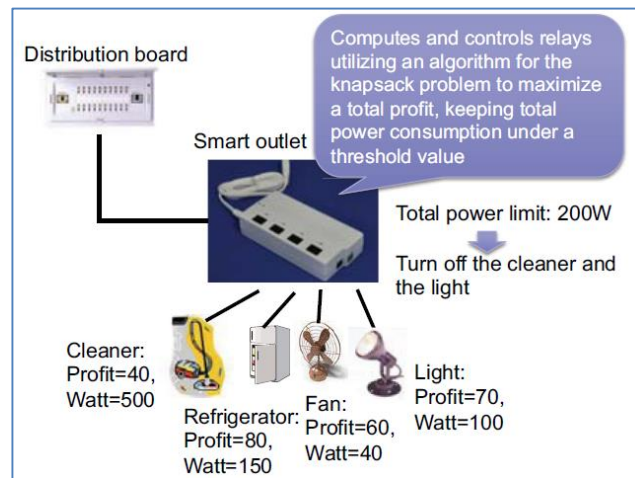 Distribution board
Computes and controls relays
utilizing an algorithm for the
knapsack problem to maximize
a total profit, keeping total
power consumption under a
threshold value
Smart outlet
Total power limit: 200W
Turn off the cleaner and
the light
Cleaner:
Profit=40,
Watt=500
Refrigerator:
Profit=80,
Watt=150
Fan:
Profit=60,
Watt=40
Light:
Profit=70,
Watt=100